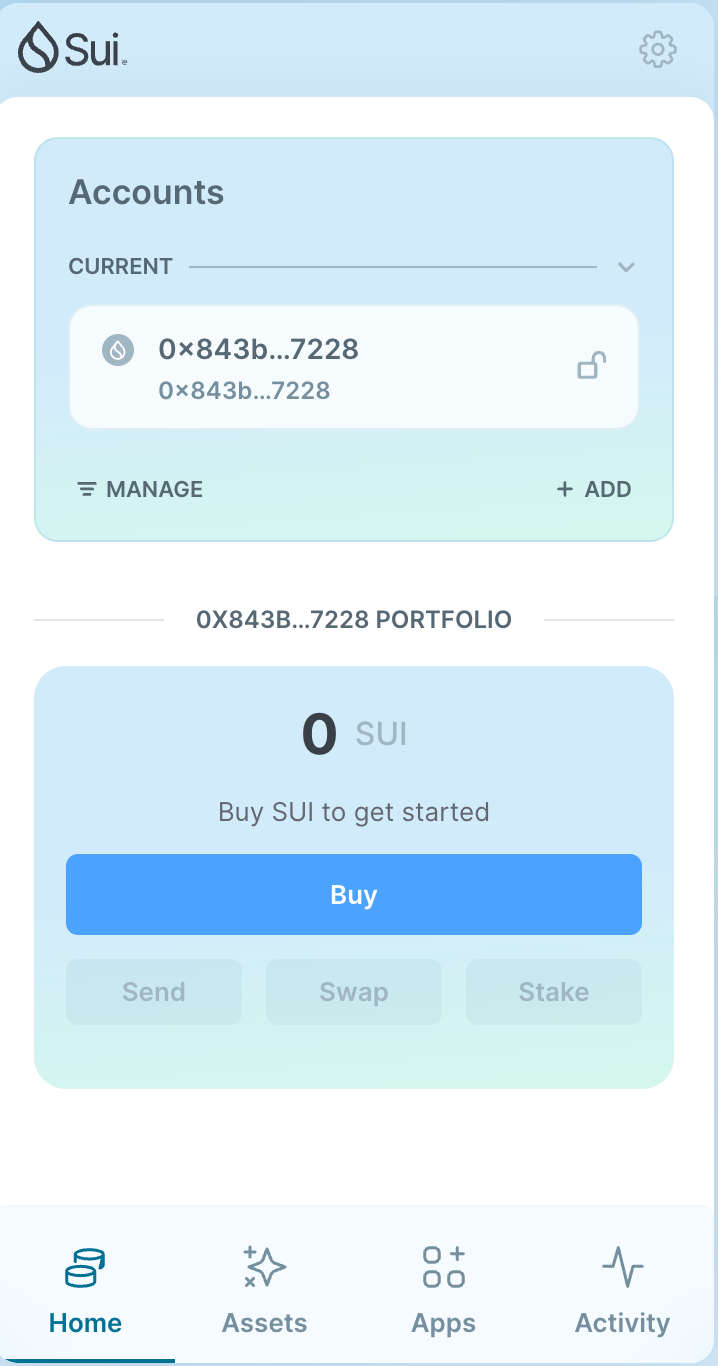 Sui
Accounts
CURRENT
0×843b…7228
0×843b…7228
MANAGE
+ ADD
0X843B…7228 PORTFOLIO
0 SUI
Buy SUI to get started
Buy
Send Swap Stake
Home Assets Apps Activity